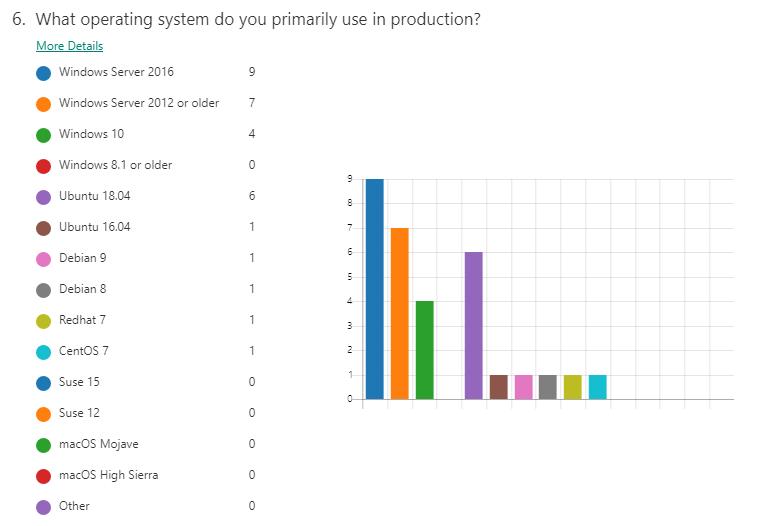 6. What operating system do you primarily use in production?
More Details
Windows Server 2016 9
Windows Server 2012 or older 7
Windows 10 4
Windows 8.1 or older 0
Ubuntu 18.04 6
Ubuntu 16.04 1
Debian 9 1
Debian 8 1
Redhat 7 1
CentOS 7 1
Suse 15 0
Suse 12 0
macOS Mojave 0
macOS High Sierra 0
Other 0
9
8
7
6
5
4
3
2
1
0